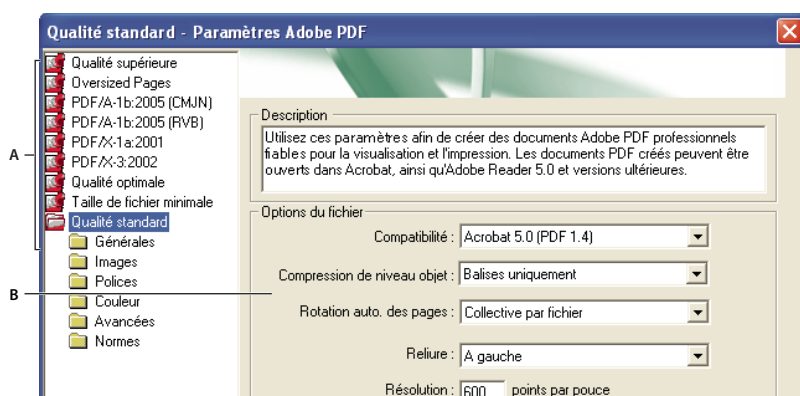 Qualité standard - Paramètres Adobe PDF
Qualité supérieure
Oversized Pages
PDF/A-1b:2005 (CMJN)
PDF/A-1b:2005 (RVB)
PDF/X-1a:2001
PDF/X-3:2002
Qualité optimale
Taille de fichier minimale
Qualité standard
Générales
Images
Polices
Couleur
Avancées
Normes
A
B
Description
Utilisez ces paramètres afin de créer des documents Adobe PDF professionnels
fiables pour la visualisation et l'impression. Les documents PDF créés peuvent être
ouverts dans Acrobat, ainsi qu'Adobe Reader 5.0 et versions ultérieures.
Options du fichier
Compatibilité : Acrobat 5.0 (PDF 1.4)
Compression de niveau objet : Balises uniquement
Rotation auto. des pages : Collective par fichier
Reliure : A gauche
Résolution : 600 points par pouce